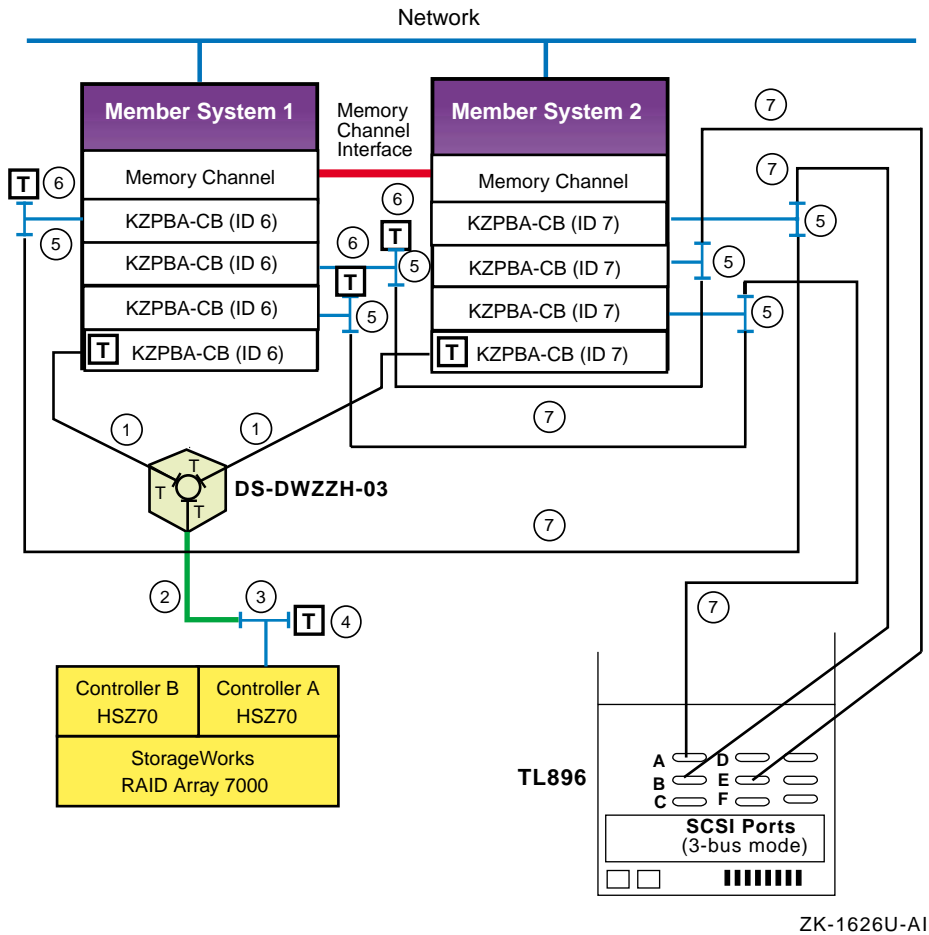 Network
Member System 1
Memory
Channel
Interface
Member System 2
7
7
T
6
Memory Channel
Memory Channel
6
KZPBA-CB (ID 6)
KZPBA-CB (ID 7)
5
5
6
T
KZPBA-CB (ID 6)
5
KZPBA-CB (ID 7)
5
T
KZPBA-CB (ID 6)
5
KZPBA-CB (ID 7)
5
T
KZPBA-CB (ID 6)
T
KZPBA-CB (ID 7)
1
1
7
T
T
T
DS-DWZZH-03
7
2
3
T
4
7
Controller B
HSZ70
Controller A
HSZ70
StorageWorks
RAID Array 7000
TL896
A
D
B
E
C
F
SCSI Ports
(3-bus mode)
ZK-1626U-AI